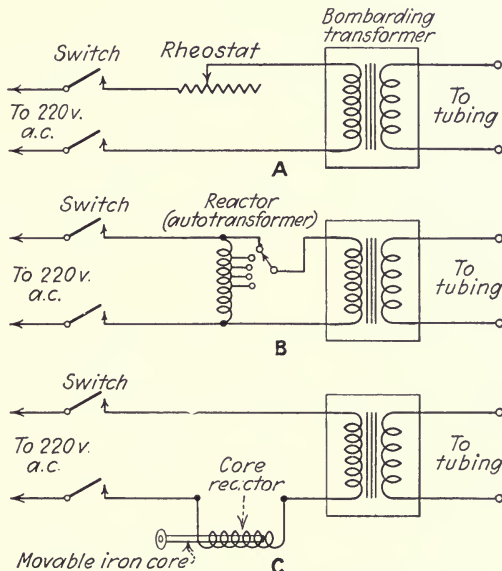 Bombarding
transformer
Switch
Rheostat
To 220 v.
a.c.
To
tubing
A
Switch
Reactor
(autotransformer)
To 220 v.
a.c.
To
tubing
B
Switch
To 220 v.
a.c.
Core
reactor
To
tubing
Movable iron core
C